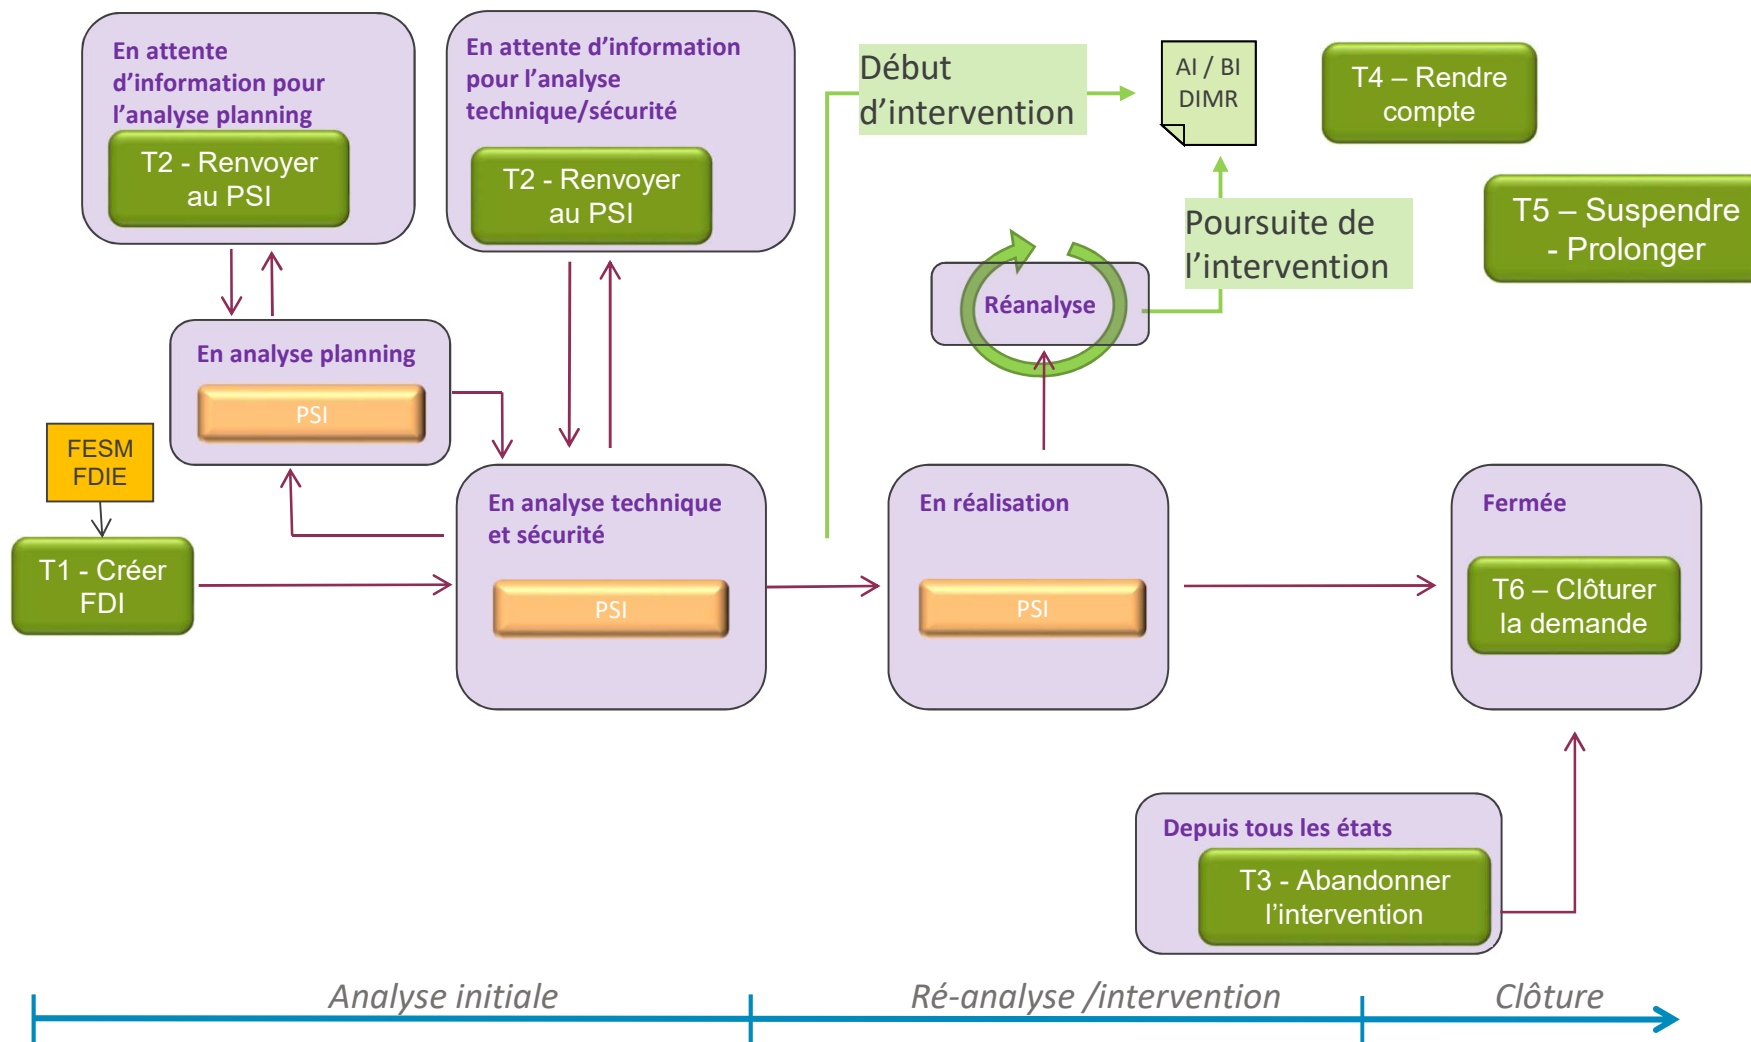 En attente
d’information pour
l’analyse planning
T2 - Renvoyer
au PSI
En attente d’information
pour l’analyse
technique/sécurité
T2 - Renvoyer
au PSI
Début
d’intervention
AI / BI
DIMR
T4 – Rendre
compte
T5 – Suspendre
- Prolonger
Poursuite de
l’intervention
Réanalyse
En analyse planning
PSI
FESM
FDIE
T1 - Créer
FDI
En analyse technique
et sécurité
PSI
En réalisation
PSI
Fermée
T6 – Clôturer
la demande
Depuis tous les états
T3 - Abandonner
l’intervention
Analyse initiale
Ré-analyse /intervention
Clôture